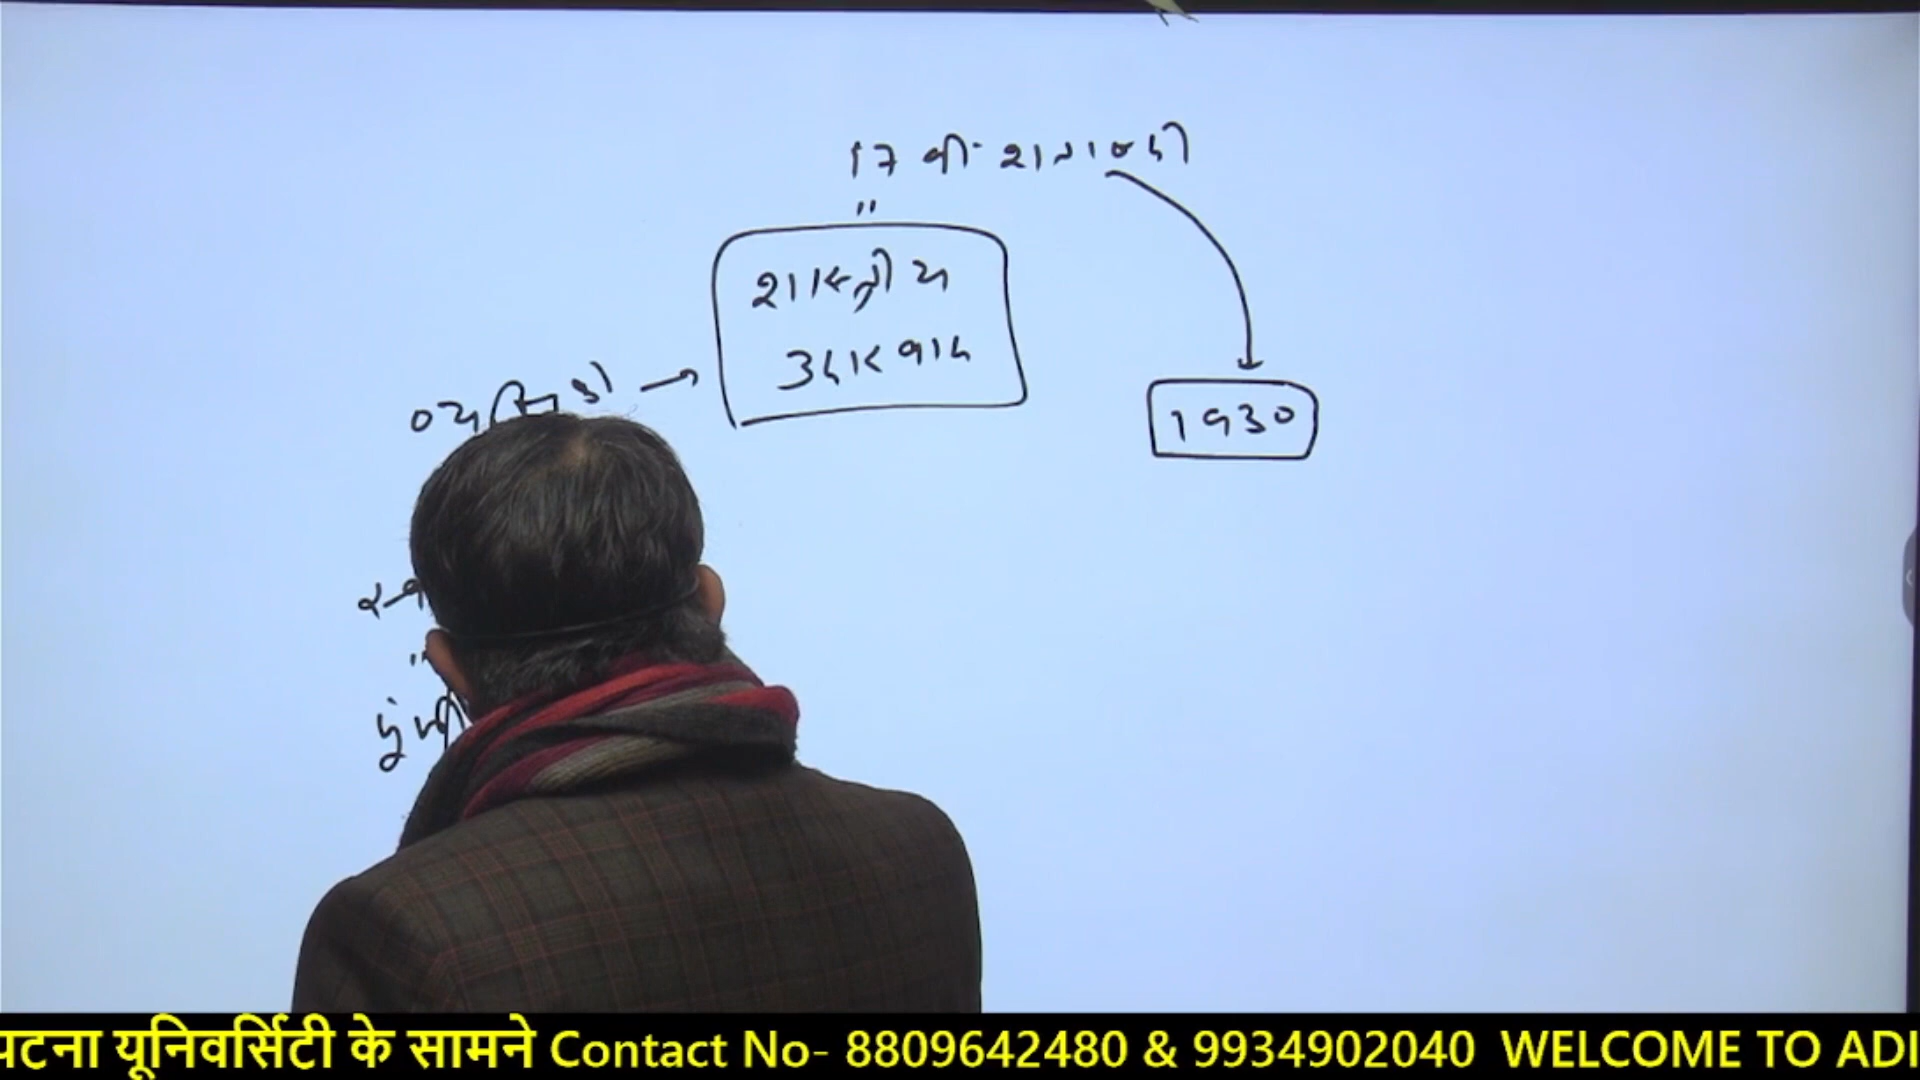 17 वी शताब्दी
"
शास्त्रीय
उदारवाद
→
1930
"
पटना यूनिवर्सिटी के सामने Contact No- 8809642480 & 9934902040 WELCOME TO ADI